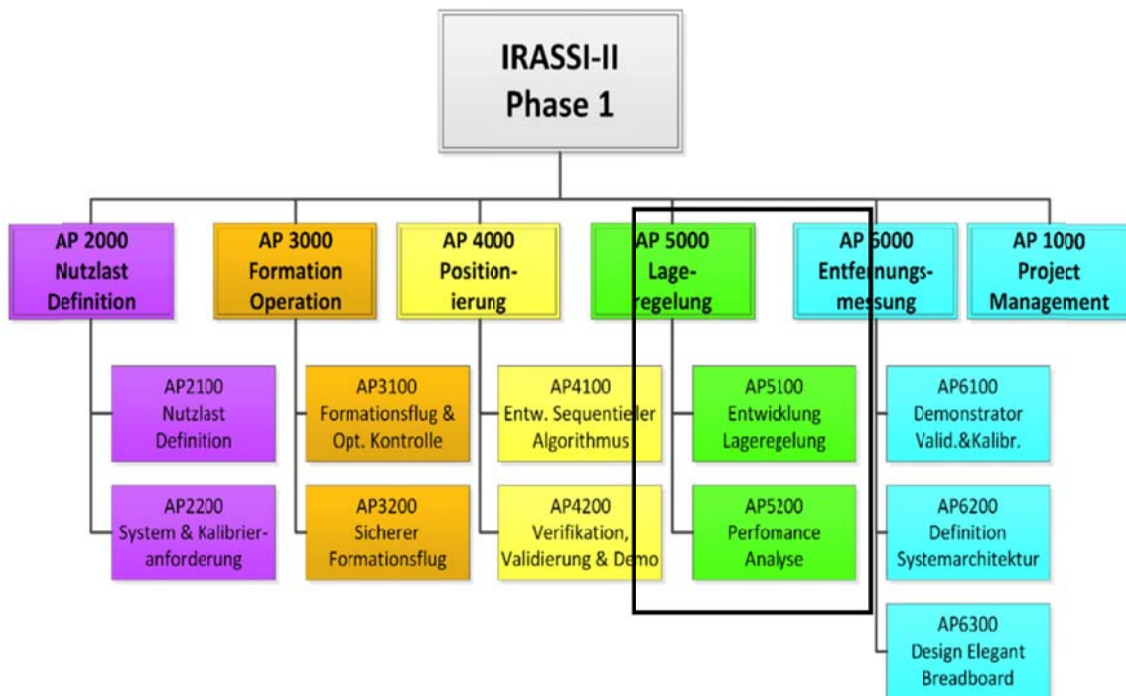 IRASSI-II
Phase 1
AP 2000
Nutzlast
Definition
AP 3000
Formation
Operation
AP 4000
Position-
ierung
AP 5000
Lage-
regelung
AP 6000
Entfernungs-
messung
AP 1000
Project
Management
AP2100
Nutzlast
Definition
AP3100
Formationsflug &
Opt. Kontrolle
AP4100
Entw. Sequentieller
Algorithmus
AP5100
Entwicklung
Lageregelung
AP6100
Demonstrator
Valid.&Kalibr.
AP2200
System & Kalibrier-
anforderung
AP3200
Sicherer
Formationsflug
AP4200
Verifikation,
Validierung & Demo
AP5200
Perfomance
Analyse
AP6200
Definition
Systemarchitektur
AP6300
Design Elegant
Breadboard